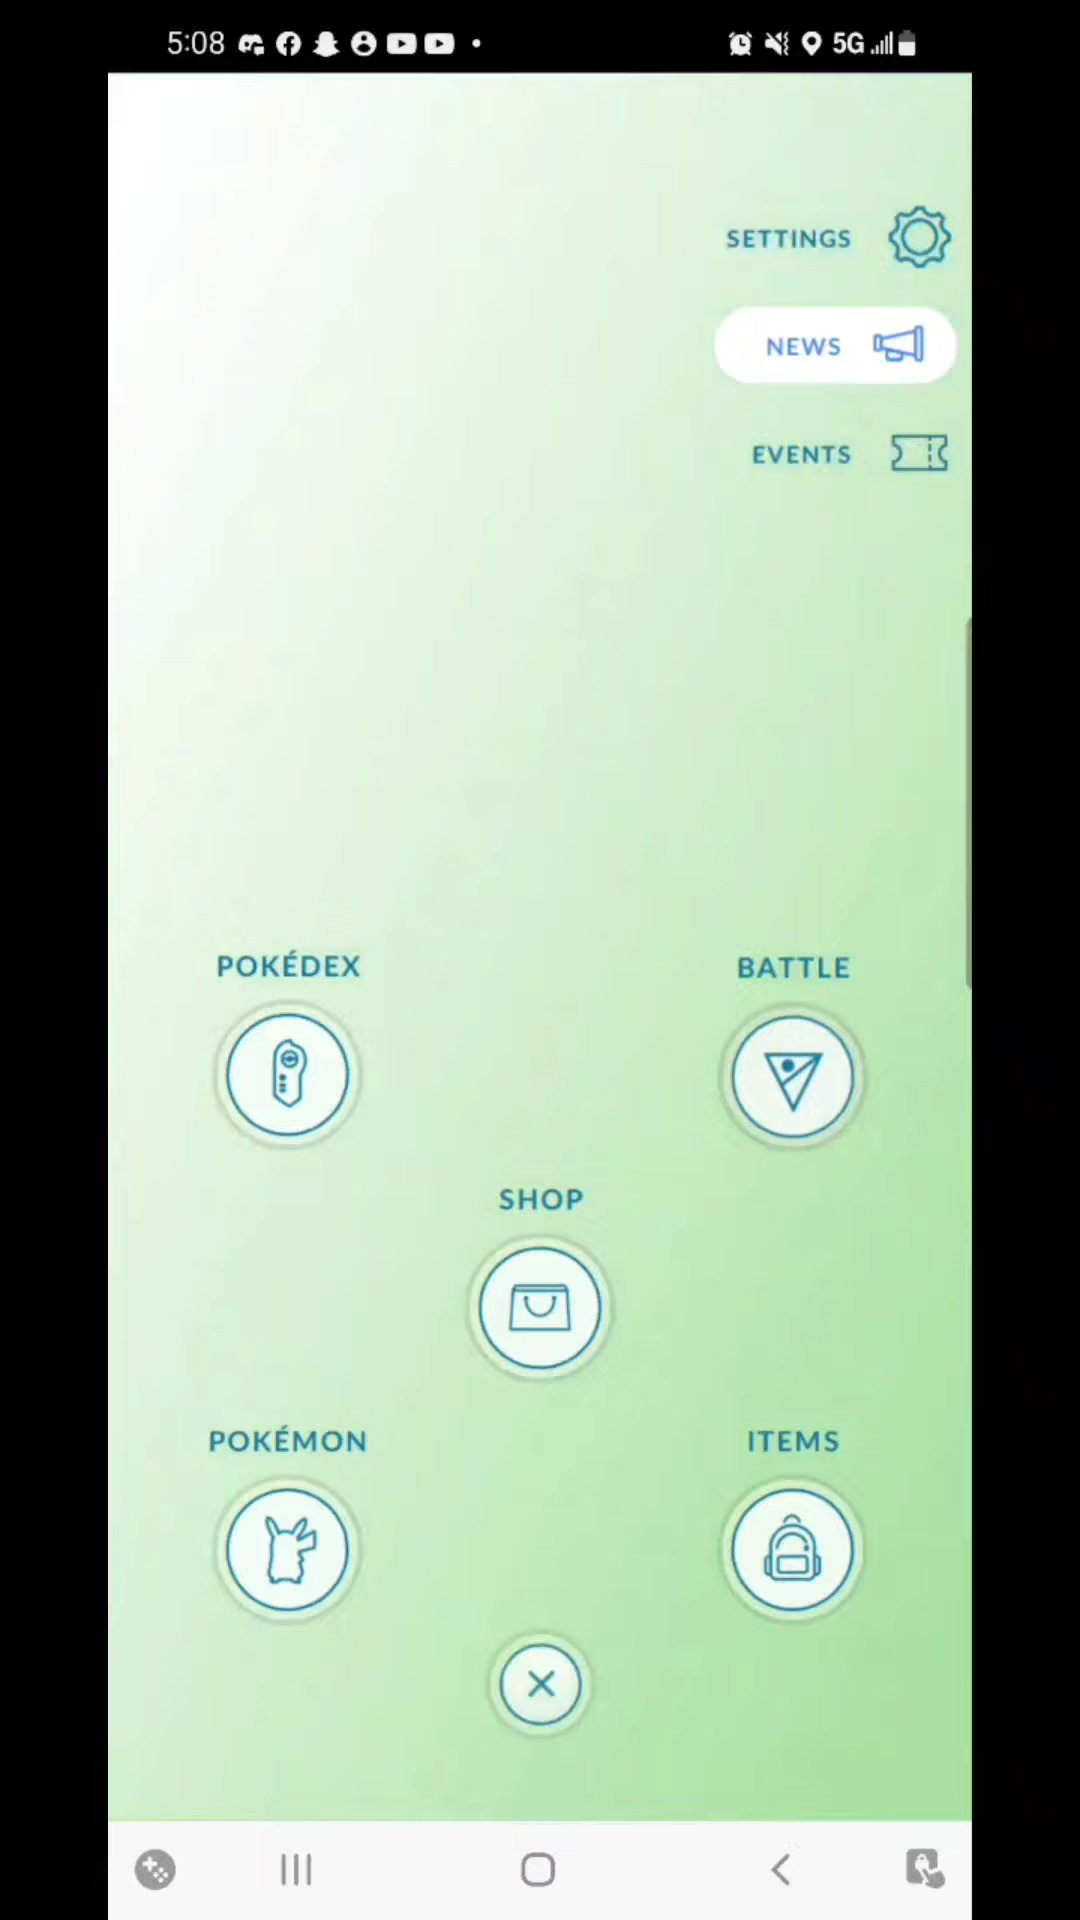 5:08 5G
SETTINGS
NEWS
EVENTS
POKÉDEX
BATTLE
SHOP
POKÉMON
ITEMS